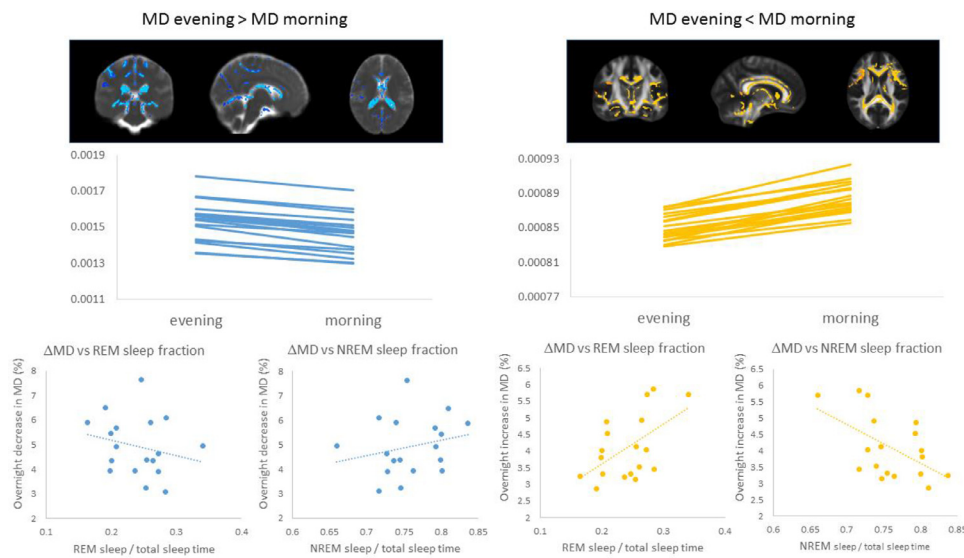 MD evening > MD morning
MD evening < MD morning
0.0019
0.0017
0.0015
0.0013
0.0011
evening morning
0.00093
0.00089
0.00085
0.00081
0.00077
evening morning
ΔMD vs REM sleep fraction
Overnight decrease in MD (%)
8
7
6
5
4
3
2
0.1 0.2 0.3 0.4
REM sleep / total sleep time
ΔMD vs NREM sleep fraction
8
7
6
5
4
3
2
0.65 0.7 0.75 0.8 0.85
NREM sleep / total sleep time
ΔMD vs REM sleep fraction
Overnight increase in MD (%)
6.5
6
5.5
5
4.5
4
3.5
3
2.5
2
0.1 0.2 0.3 0.4
REM sleep / total sleep time
ΔMD vs NREM sleep fraction
Overnight increase in MD (%)
6.5
6
5.5
5
4.5
4
3.5
3
2.5
2
0.65 0.7 0.75 0.8 0.85
NREM sleep / total sleep time